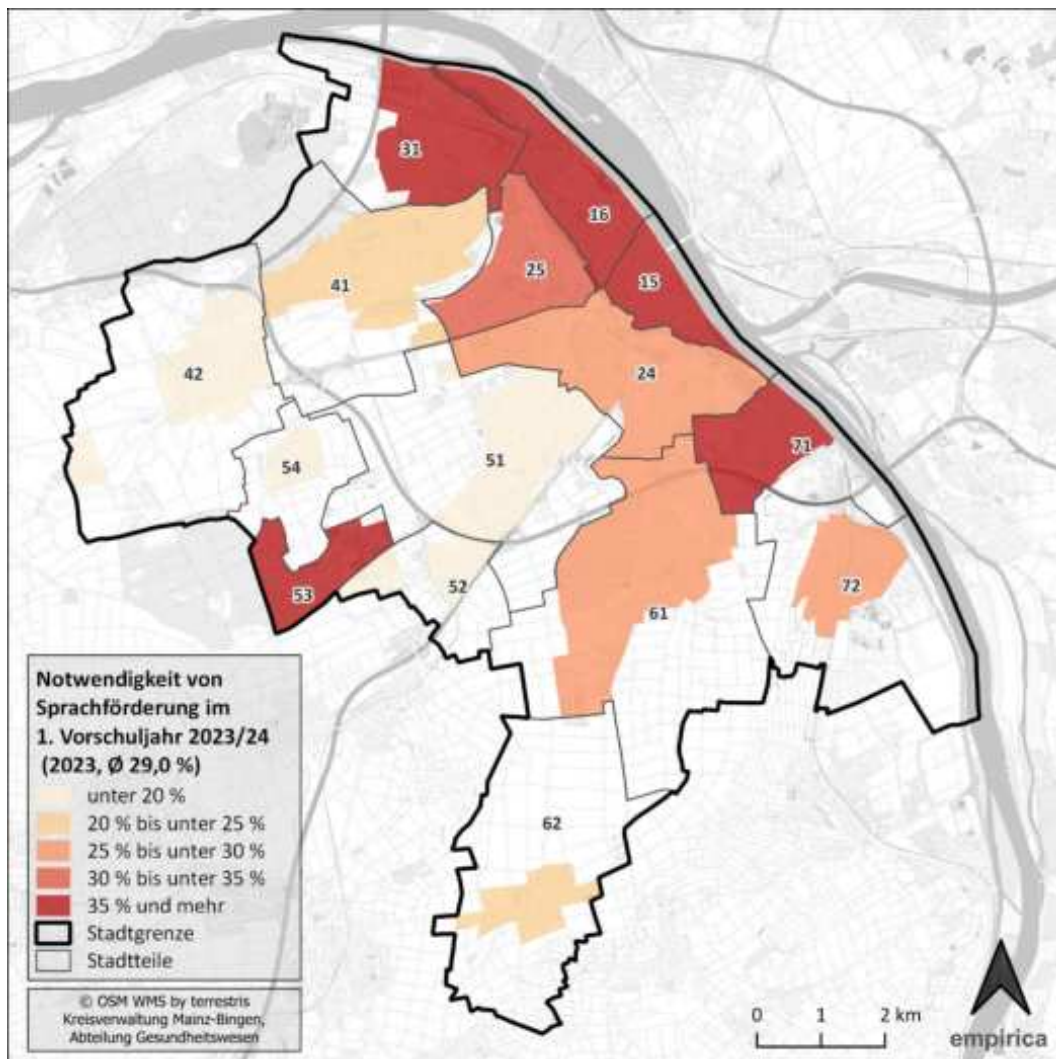 31
16
25
15
41
42
24
51
71
54
52
72
53
61
62
Notwendigkeit von
Sprachförderung im
1. Vorschuljahr 2023/24
(2023, Ø 29,0 %)
unter 20 %
20 % bis unter 25 %
25 % bis unter 30 %
30 % bis unter 35 %
35 % und mehr
Stadtgrenze
Stadtteile
© OSM WMS by terrestris
Kreisverwaltung Mainz-Bingen,
Abteilung Gesundheitswesen
0 1 2 km
empirica